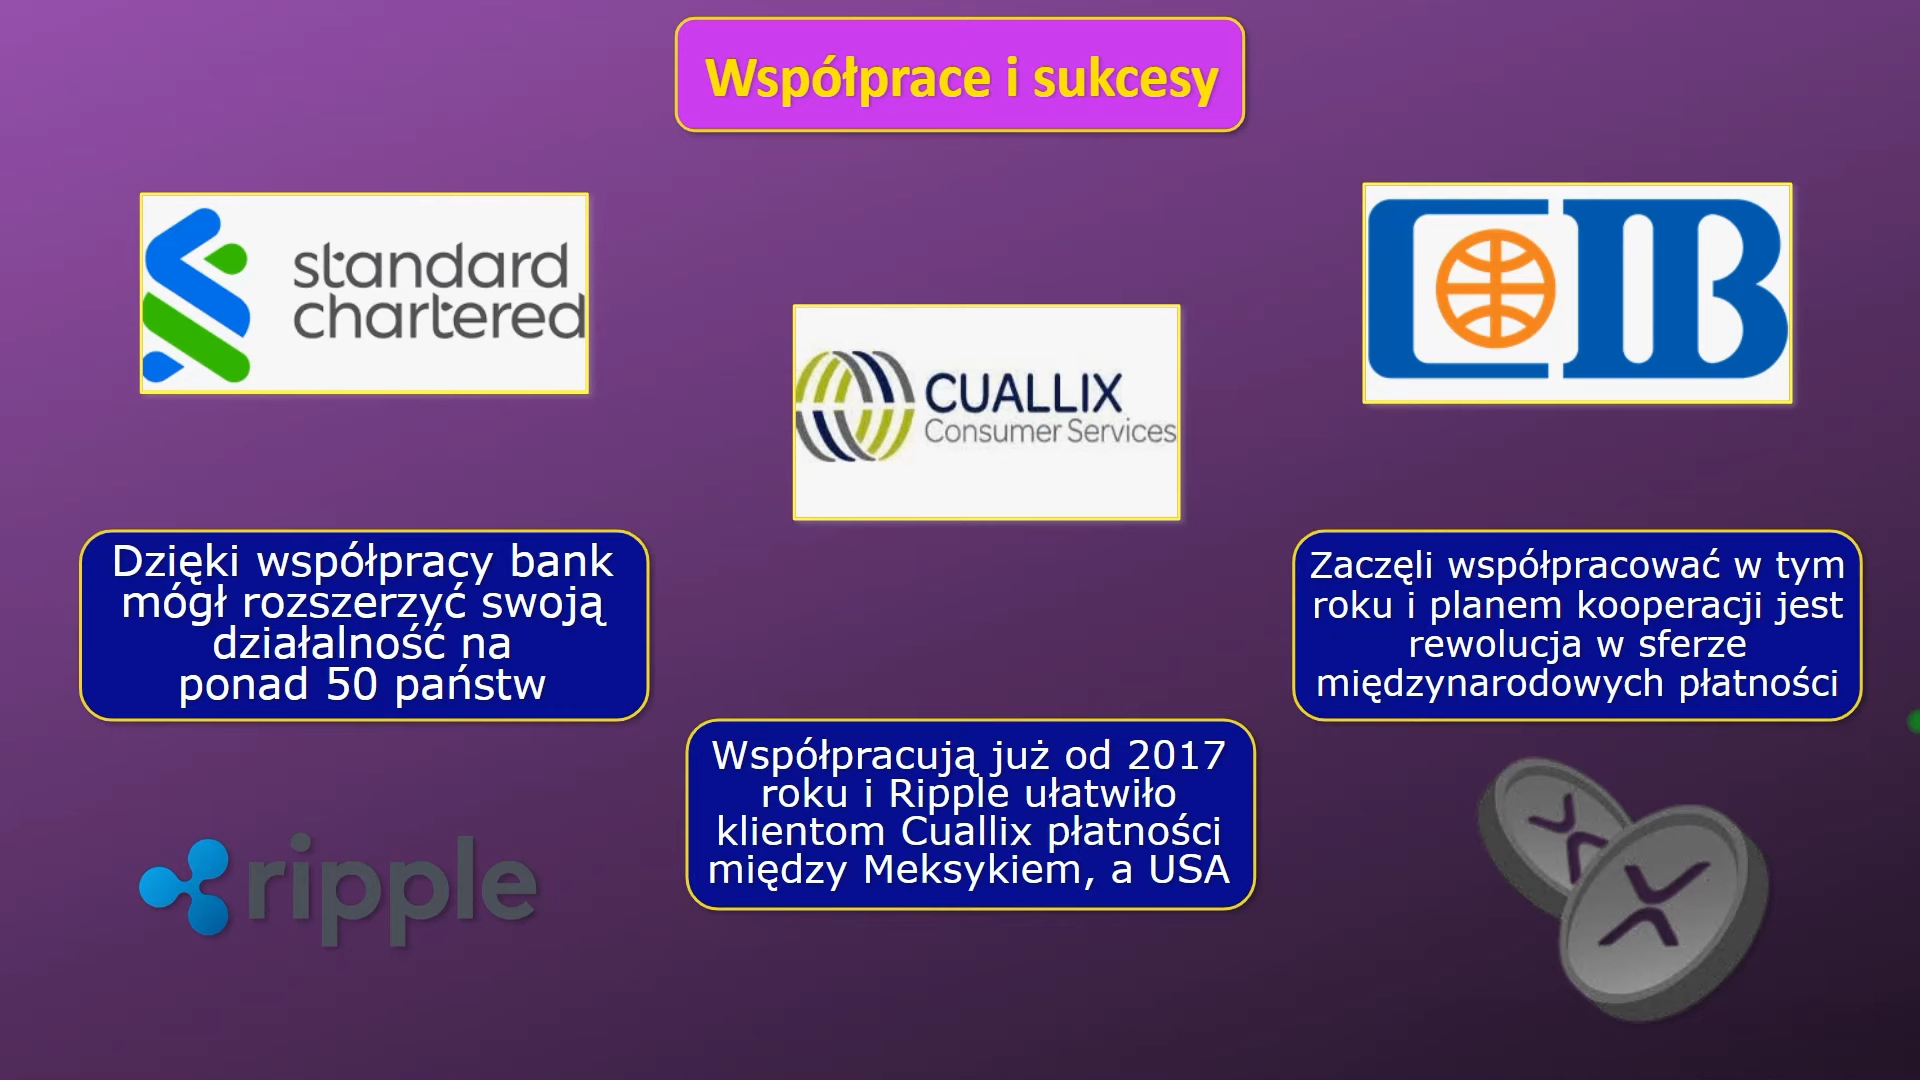 Współprace i sukcesy
standard
chartered
CUALLIX
Consumer Services
CIB
Dzięki współpracy bank
mógł rozszerzyć swoją
działalność na
ponad 50 państw
Współpracują już od 2017
roku i Ripple ułatwiło
klientom Cuallix płatności
między Meksykiem, a USA
Zaczęli współpracować w tym
roku i planem kooperacji jest
rewolucja w sferze
międzynarodowych płatności
ripple